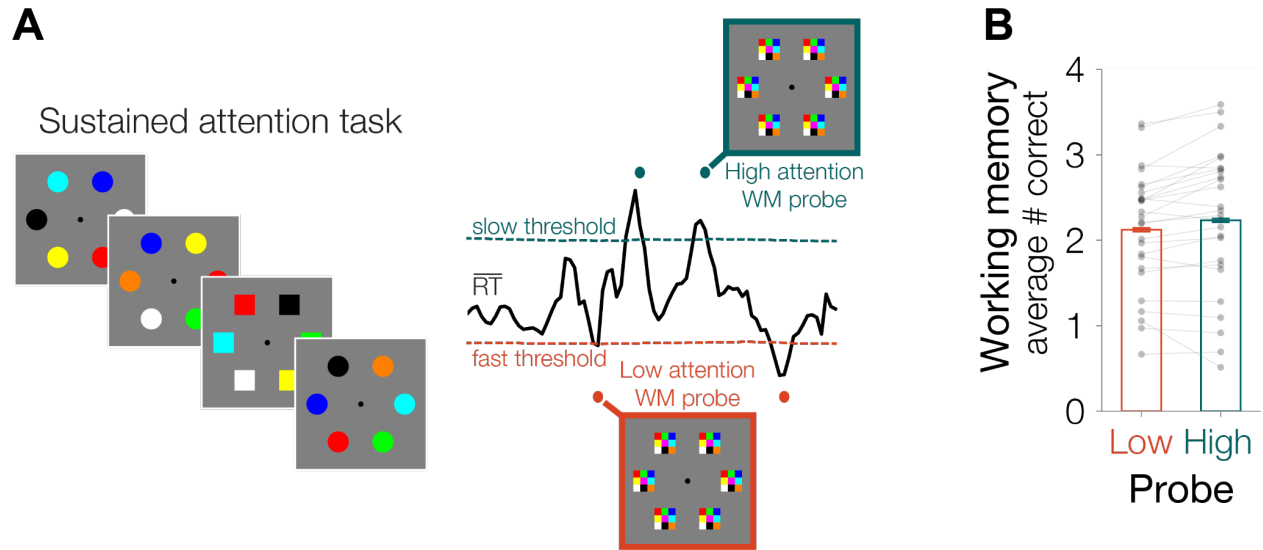 A
Sustained attention task
High attention
WM probe
slow threshold
RT
fast threshold
Low attention
WM probe
B
Working memory
average # correct
4
3
2
1
0
Low High
Probe